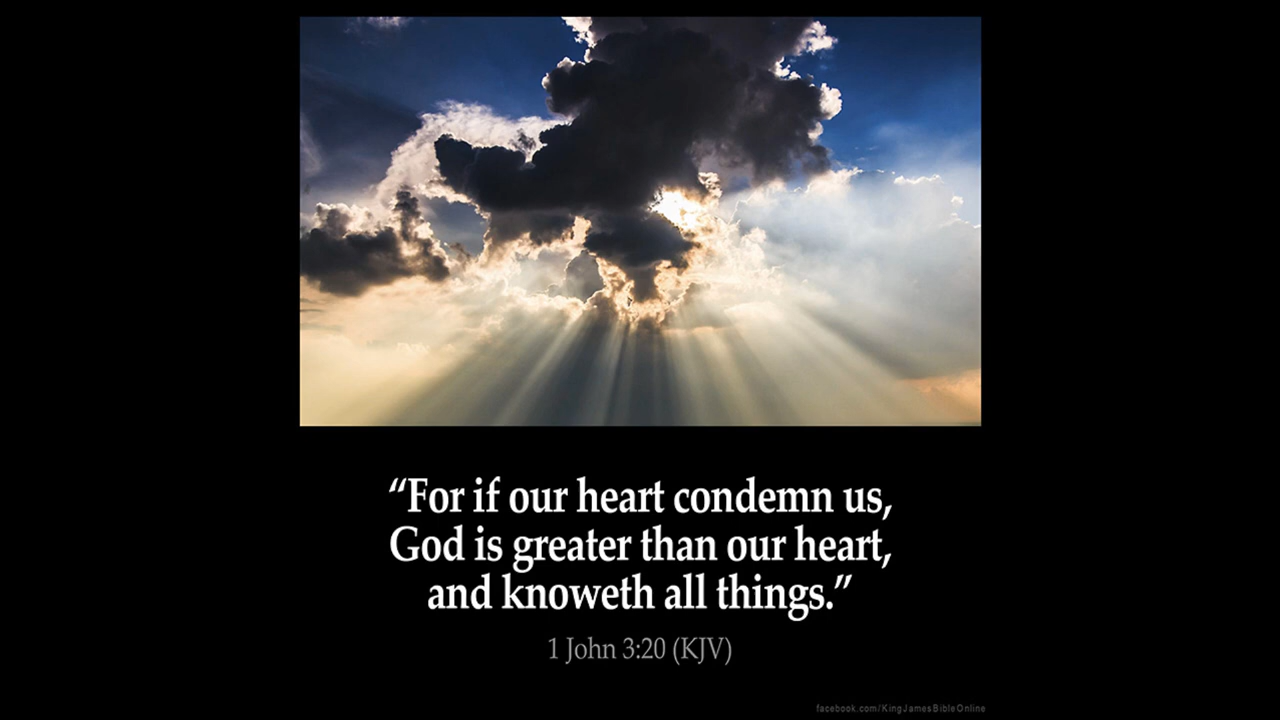 “For if our heart condemn us,
God is greater than our heart,
and knoweth all things.”
1 John 3:20 (KJV)
facebook.com/KingJamesBibleOnline